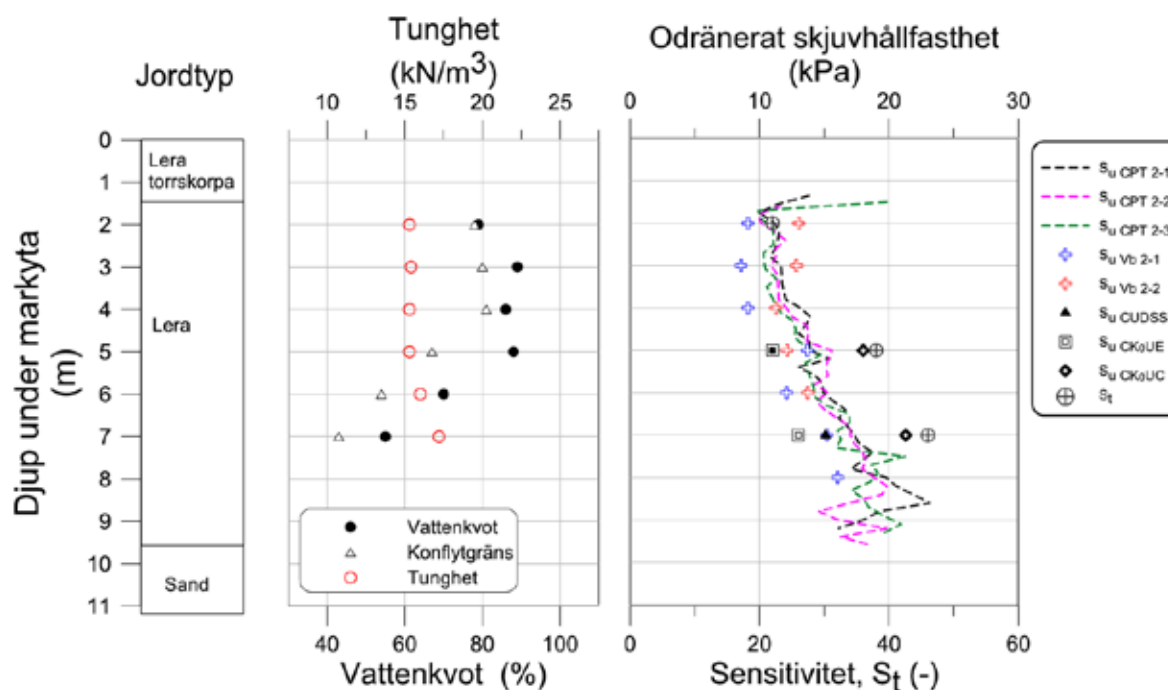 Jordtyp
Tunghet
(kN/m³)
Odränerat skjuvhållfasthet
(kPa)
10 15 20 25
0 10 20 30
Djup under markyta
(m)
0
1
2
3
4
5
6
7
8
9
10
11
Lera
torrskorpa
Lera
Sand
Vattenkvot
Konflytgräns
Tunghet
40 60 80 100
Vattenkvot (%)
0 20 40 60
Sensitivitet, St (-)
Su CPT 2-1
Su CPT 2-2
Su CPT 2-3
Su Vb 2-1
Su Vb 2-2
Su CUDSS
Su CK0UE
Su CK0UC
St